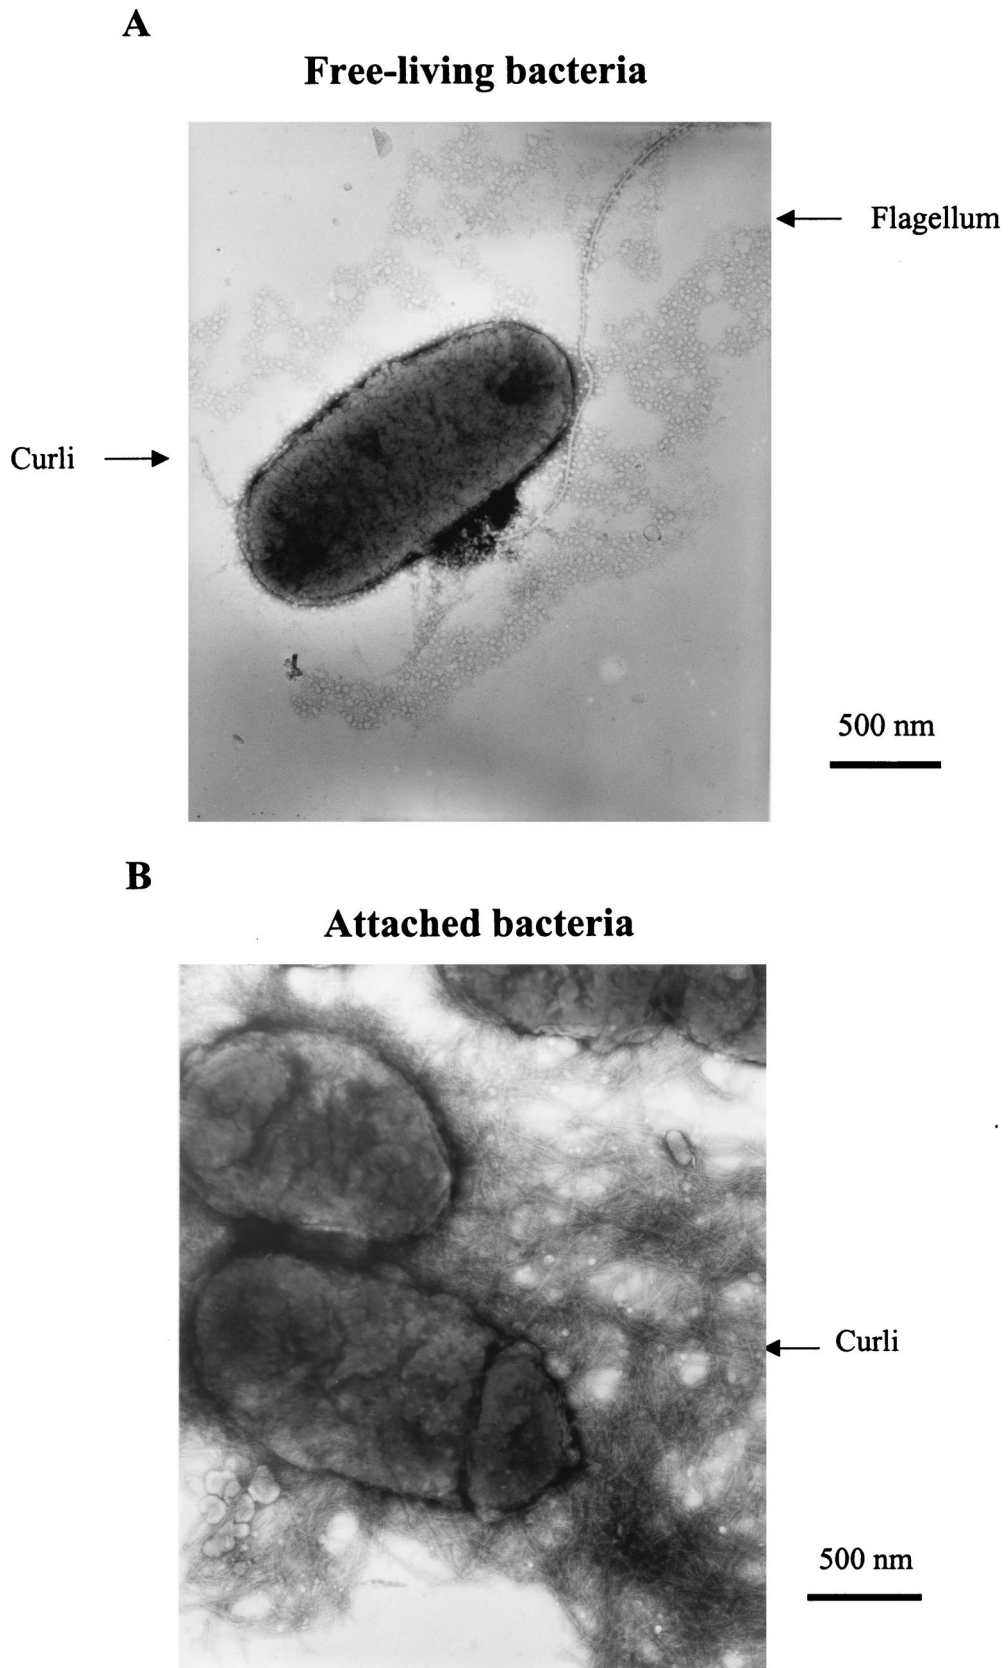 A
Free-living bacteria
Flagellum
Curli
500 nm
B
Attached bacteria
Curli
500 nm